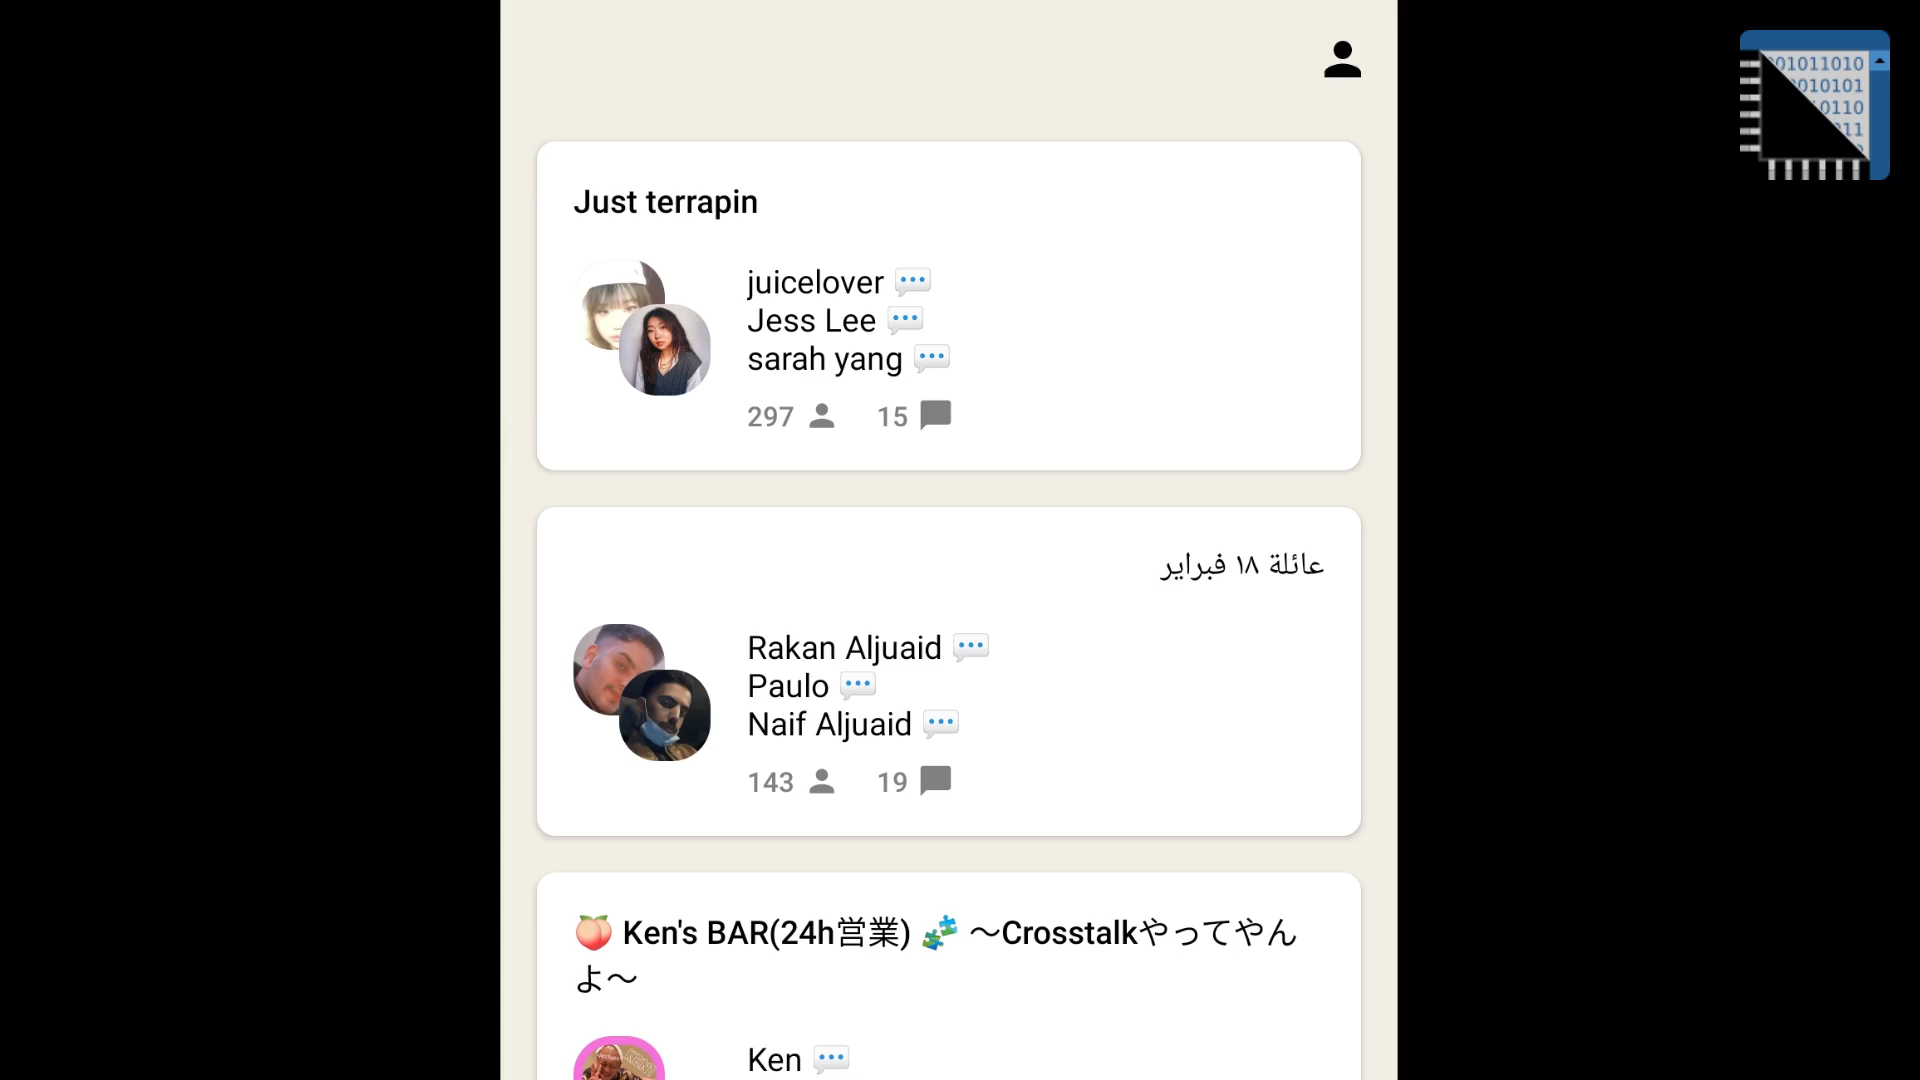 001011010
010101
0110
011
Just terrapin
juicelover 💬
Jess Lee 💬
sarah yang 💬
297 15
عائلة ١٨ فبراير
Rakan Aljuaid 💬
Paulo 💬
Naif Aljuaid 💬
143 19
🍑 Ken's BAR(24h営業) 🧩 〜Crosstalkやってやん
よ〜
Ken 💬